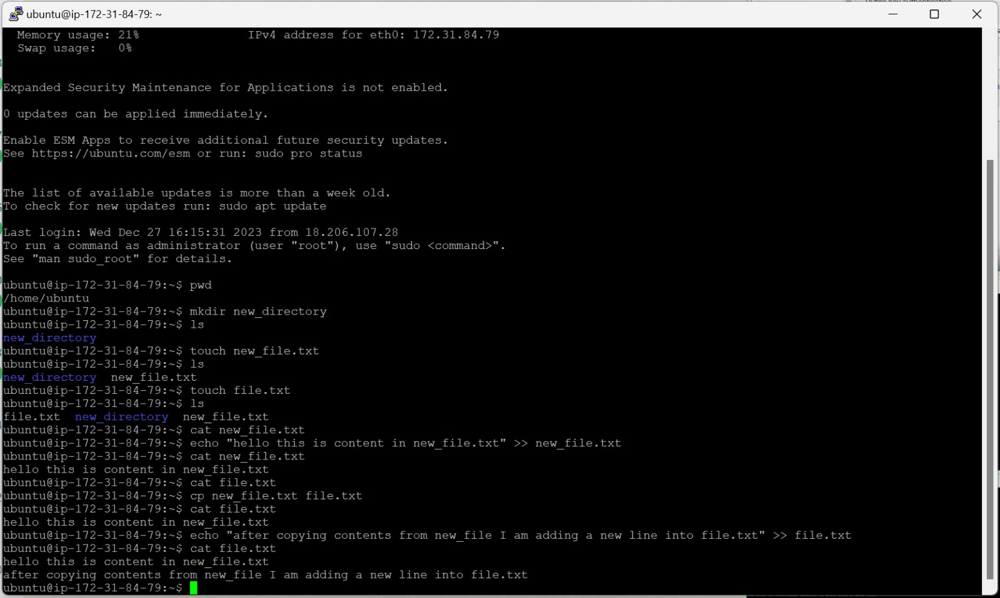 ubuntu@ip-172-31-84-79: ~
Memory usage: 21% IPv4 address for eth0: 172.31.84.79
Swap usage: 0%
Expanded Security Maintenance for Applications is not enabled.
0 updates can be applied immediately.
Enable ESM Apps to receive additional future security updates.
See https://ubuntu.com/esm or run: sudo pro status
The list of available updates is more than a week old.
To check for new updates run: sudo apt update
Last login: Wed Dec 27 16:15:31 2023 from 18.206.107.28
To run a command as administrator (user "root"), use "sudo <command>".
See "man sudo_root" for details.
ubuntu@ip-172-31-84-79:~$ pwd
/home/ubuntu
ubuntu@ip-172-31-84-79:~$ mkdir new_directory
ubuntu@ip-172-31-84-79:~$ ls
new_directory
ubuntu@ip-172-31-84-79:~$ touch new_file.txt
ubuntu@ip-172-31-84-79:~$ ls
new_directory new_file.txt
ubuntu@ip-172-31-84-79:~$ touch file.txt
ubuntu@ip-172-31-84-79:~$ ls
file.txt new_directory new_file.txt
ubuntu@ip-172-31-84-79:~$ cat new_file.txt
ubuntu@ip-172-31-84-79:~$ echo "hello this is content in new_file.txt" >> new_file.txt
ubuntu@ip-172-31-84-79:~$ cat new_file.txt
hello this is content in new_file.txt
ubuntu@ip-172-31-84-79:~$ cat file.txt
ubuntu@ip-172-31-84-79:~$ cp new_file.txt file.txt
ubuntu@ip-172-31-84-79:~$ cat file.txt
hello this is content in new_file.txt
ubuntu@ip-172-31-84-79:~$ echo "after copying contents from new_file I am adding a new line into file.txt" >> file.txt
ubuntu@ip-172-31-84-79:~$ cat file.txt
hello this is content in new_file.txt
after copying contents from new_file I am adding a new line into file.txt
ubuntu@ip-172-31-84-79:~$